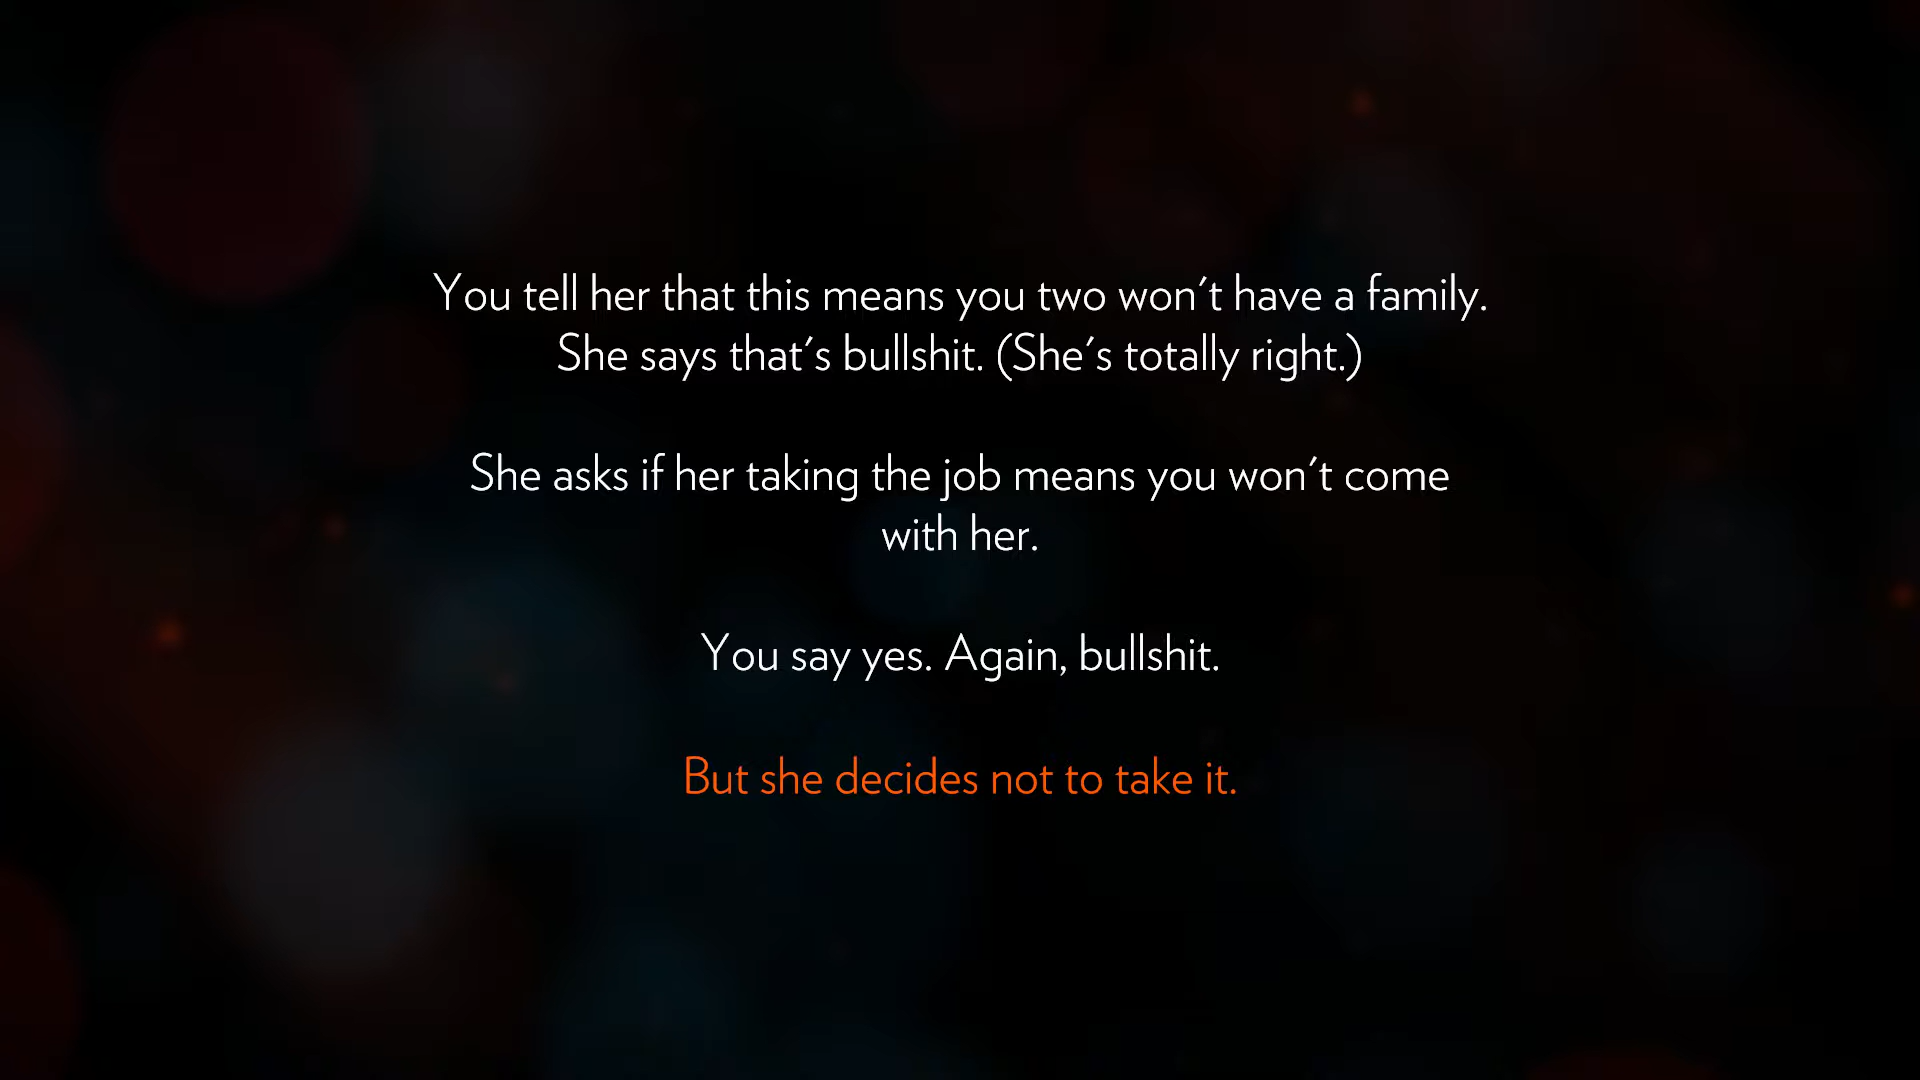 You tell her that this means you two won't have a family.
She says that's bullshit. (She's totally right.)
She asks if her taking the job means you won't come
with her.
You say yes. Again, bullshit.
But she decides not to take it.